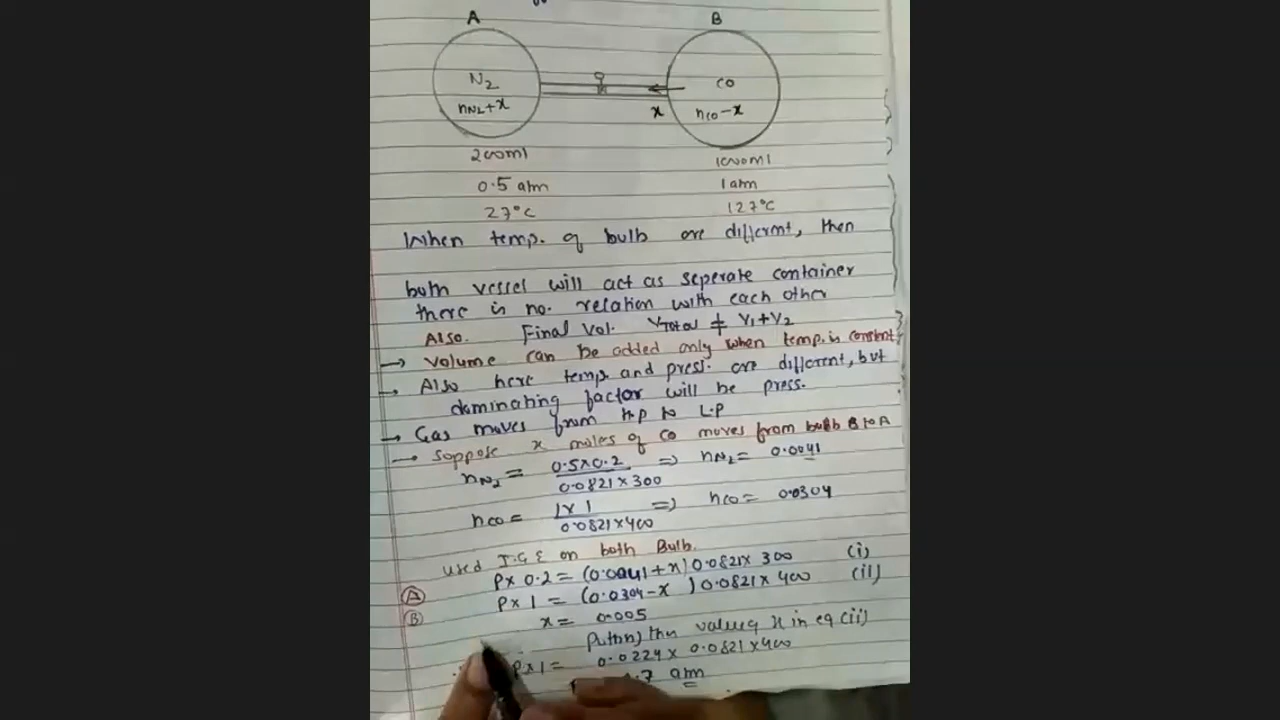 A B
N2 CO
nN2+x x nCO-x
200ml 1000ml
0.5 atm 1 atm
27°C 127°C
When temp. of bulb are different, then
both vessel will act as seperate container
there is no. relation with each other
Also. Final Vol. VTotal ≠ V1+V2
→ Volume can be added only when temp. is constnt
→ Also here temp and press. are different, but
dominating factor will be press.
→ Gas moves from H.P to L.P
→ Suppose x moles of CO moves from bulb B to A
nN2 = 0.5×0.2 / 0.0821×300 ⇒ nN2 = 0.0041
nCO = 1×1 / 0.0821×400 ⇒ nCO = 0.0304
Used I.G.E on both Bulb.
(A) P×0.2 = (0.0041+x) 0.0821×300 (i)
(B) P×1 = (0.0304-x) 0.0821×400 (ii)
x = 0.005
Putting the value of x in eq (ii)
P×1 = 0.0224×0.0821×400
.7 atm